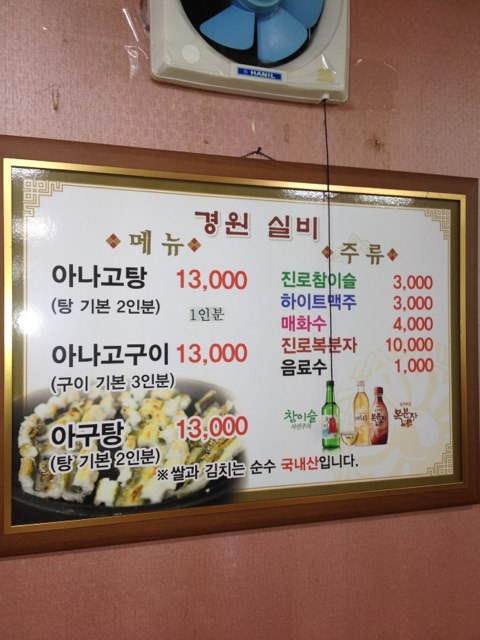 HANIL
경원 실비
메뉴
아나고탕 13,000
(탕 기본 2인분) 1인분
아나고구이 13,000
(구이 기본 3인분)
아구탕 13,000
(탕 기본 2인분)
주류
진로참이슬 3,000
하이트맥주 3,000
매화수 4,000
진로복분자 10,000
음료수 1,000
참이슬
복분자
※쌀과 김치는 순수 국내산입니다.